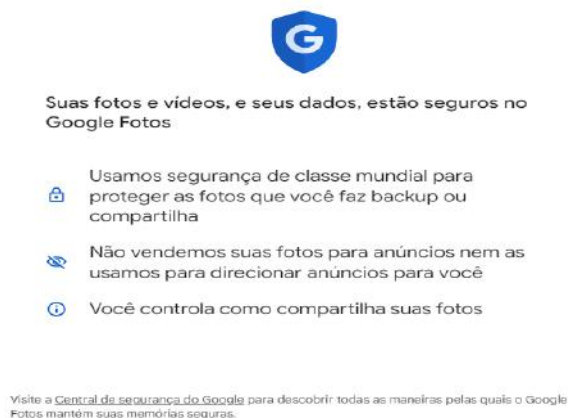 G
Suas fotos e vídeos, e seus dados, estão seguros no
Google Fotos
Usamos segurança de classe mundial para
proteger as fotos que você faz backup ou
compartilha
Não vendemos suas fotos para anúncios nem as
usamos para direcionar anúncios para você
Você controla como compartilha suas fotos
Visite a Central de segurança do Google para descobrir todas as maneiras pelas quais o Google
Fotos mantém suas memórias seguras.